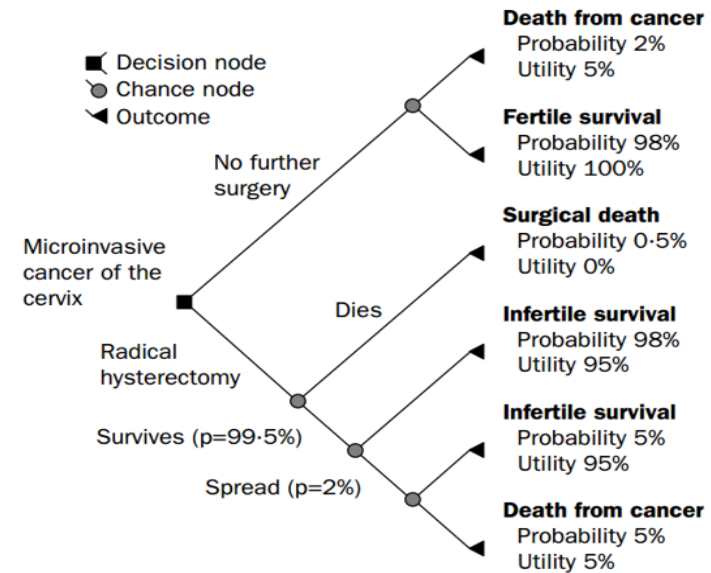 Death from cancer
Probability 2%
Utility 5%
Decision node
Chance node
Outcome
Fertile survival
Probability 98%
Utility 100%
No further
surgery
Surgical death
Probability 0·5%
Utility 0%
Microinvasive
cancer of the
cervix
Dies
Infertile survival
Probability 98%
Utility 95%
Radical
hysterectomy
Infertile survival
Probability 5%
Utility 95%
Survives (p=99·5%)
Spread (p=2%)
Death from cancer
Probability 5%
Utility 5%